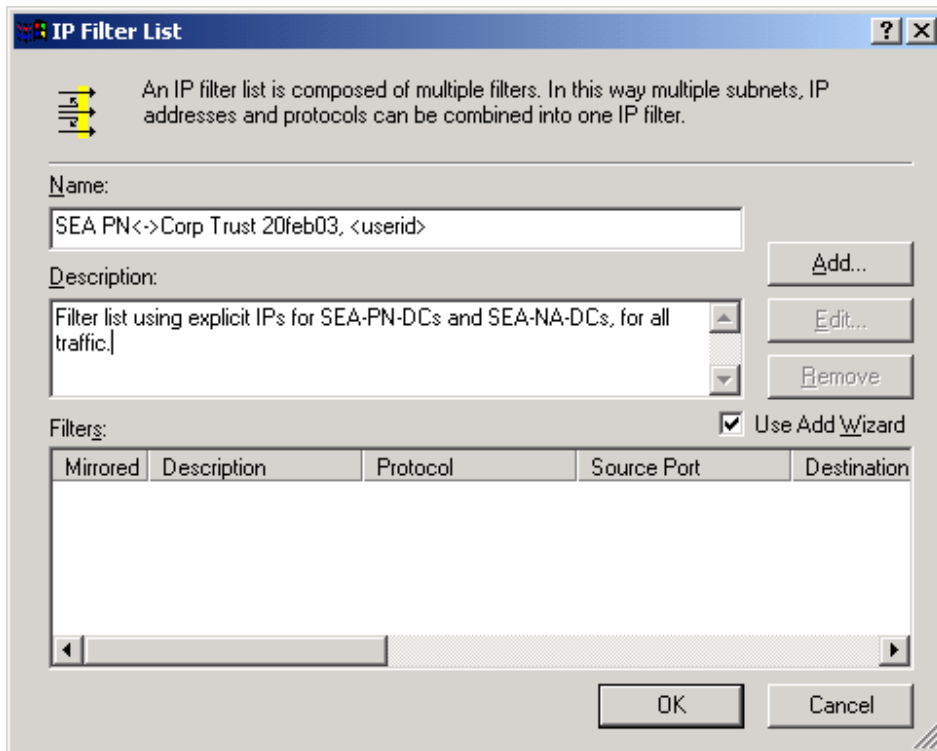 IP Filter List
An IP filter list is composed of multiple filters. In this way multiple subnets, IP
addresses and protocols can be combined into one IP filter.
Name:
SEA PN<->Corp Trust 20feb03, <userid>
Add...
Description:
Filter list using explicit IPs for SEA-PN-DCs and SEA-NA-DCs, for all
traffic.
Edit...
Remove
Filters:
Use Add Wizard
Mirrored Description Protocol Source Port Destination
OK Cancel